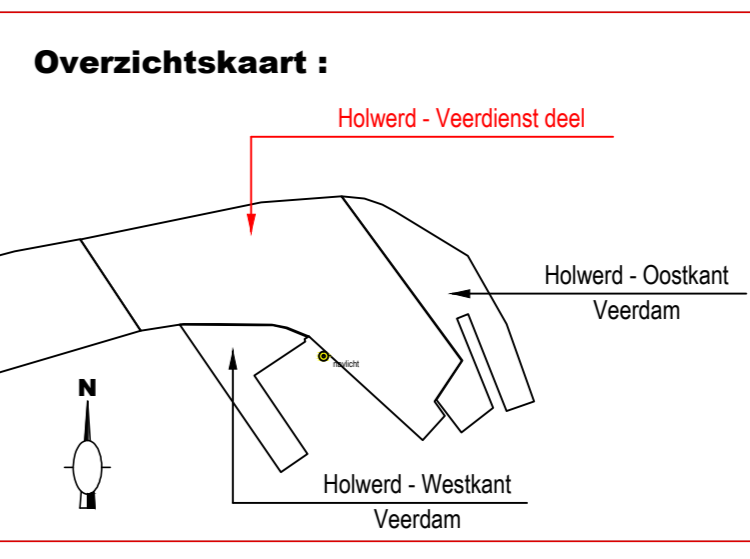 Overzichtskaart :
Holwerd - Veerdienst deel
Holwerd - Oostkant
Veerdam
havlicht
N
Holwerd - Westkant
Veerdam